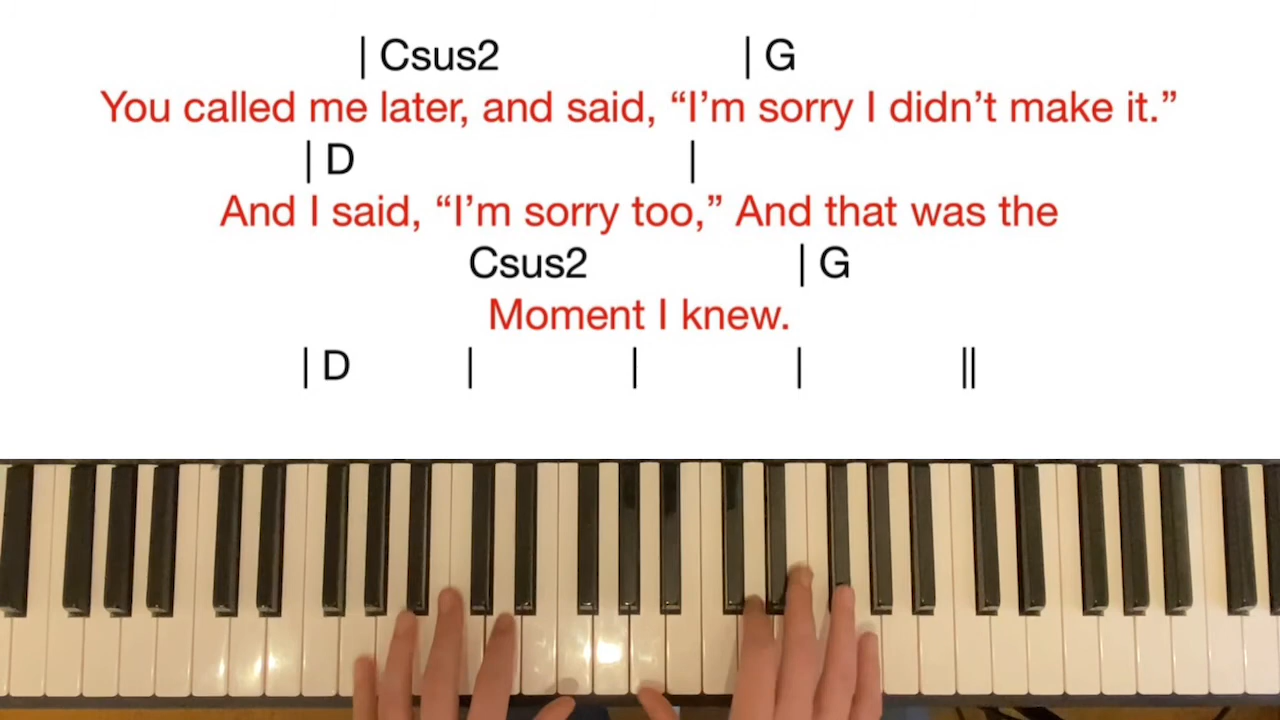 | Csus2 | G
You called me later, and said, “I’m sorry I didn’t make it.”
| D |
And I said, “I’m sorry too,” And that was the
Csus2 | G
Moment I knew.
| D | | | ||